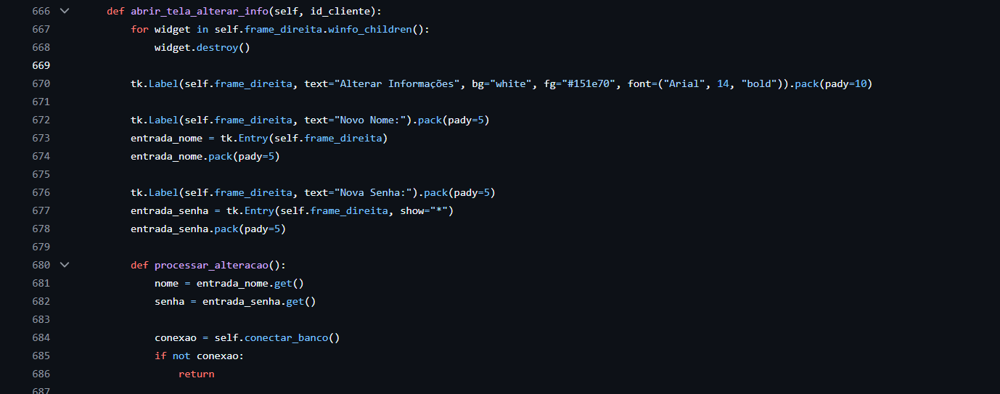 666 def abrir_tela_alterar_info(self, id_cliente):
667 for widget in self.frame_direita.winfo_children():
668 widget.destroy()
669
670 tk.Label(self.frame_direita, text="Alterar Informações", bg="white", fg="#151e70", font=("Arial", 14, "bold")).pack(pady=10)
671
672 tk.Label(self.frame_direita, text="Novo Nome:").pack(pady=5)
673 entrada_nome = tk.Entry(self.frame_direita)
674 entrada_nome.pack(pady=5)
675
676 tk.Label(self.frame_direita, text="Nova Senha:").pack(pady=5)
677 entrada_senha = tk.Entry(self.frame_direita, show="*")
678 entrada_senha.pack(pady=5)
679
680 def processar_alteracao():
681 nome = entrada_nome.get()
682 senha = entrada_senha.get()
683
684 conexao = self.conectar_banco()
685 if not conexao:
686 return
687